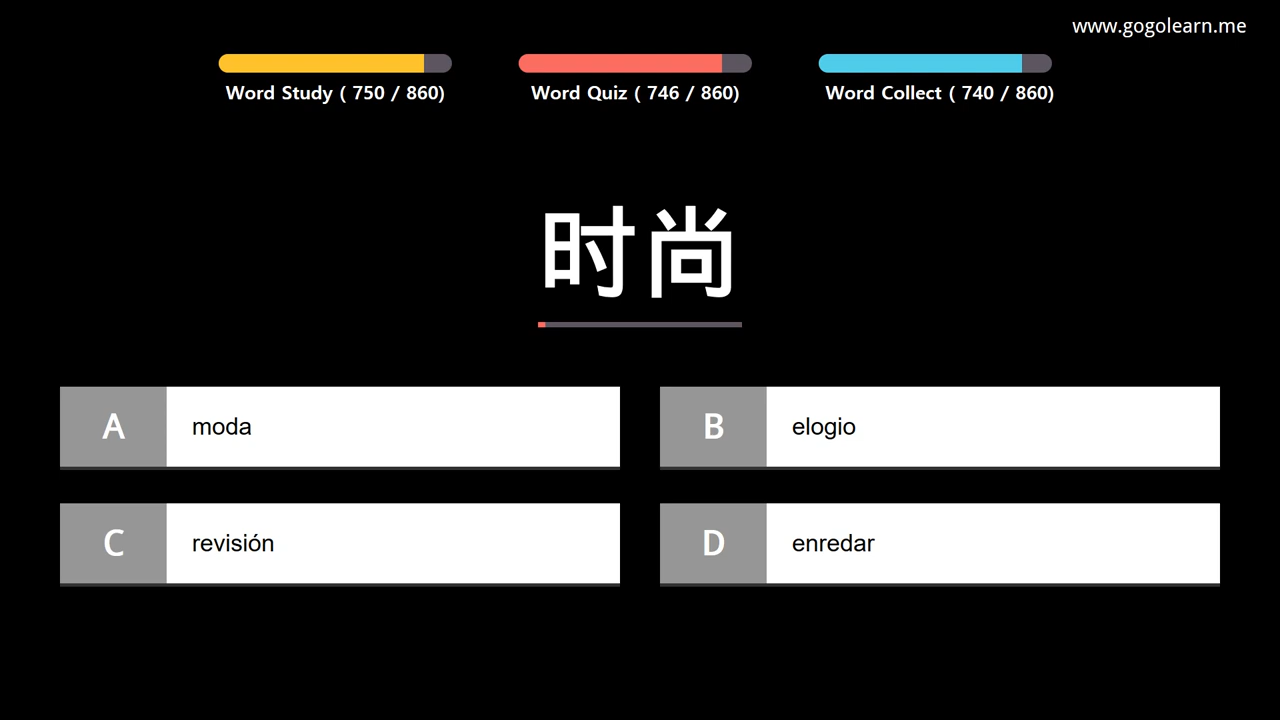 www.gogolearn.me
Word Study ( 750 / 860)
Word Quiz ( 746 / 860)
Word Collect ( 740 / 860)
时尚
A moda
B elogio
C revisión
D enredar